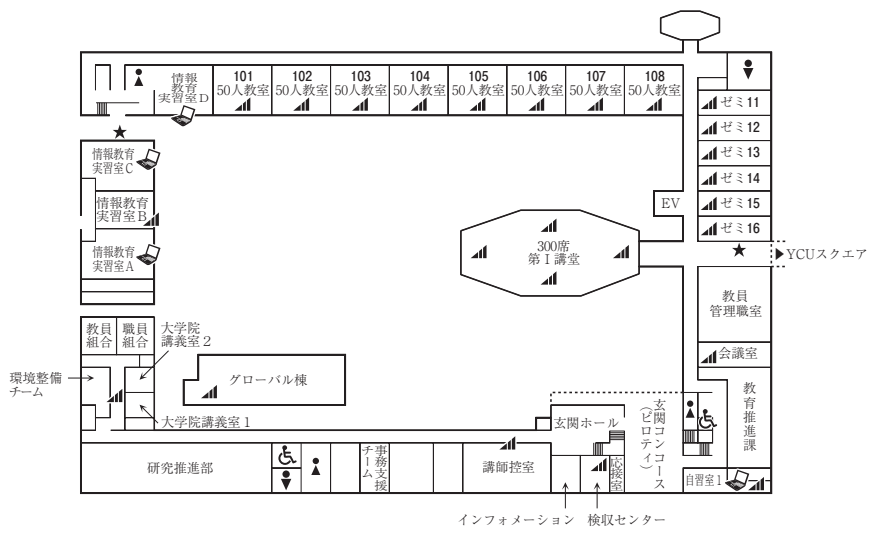 情報
教育
実習室D
101
50人教室
102
50人教室
103
50人教室
104
50人教室
105
50人教室
106
50人教室
107
50人教室
108
50人教室
ゼミ11
ゼミ12
ゼミ13
ゼミ14
ゼミ15
ゼミ16
EV
YCUスクエア
情報教育
実習室C
情報教育
実習室B
情報教育
実習室A
300席
第Ⅰ講堂
教員
管理職室
会議室
教育推進課
教員
組合
職員
組合
大学院
講義室2
環境整備
チーム
大学院講義室1
グローバル棟
玄関ホール
玄関コンコース
(ピロティ)
研究推進部
事務支援
チーム
講師控室
応接室
自習室1
インフォメーション
検収センター